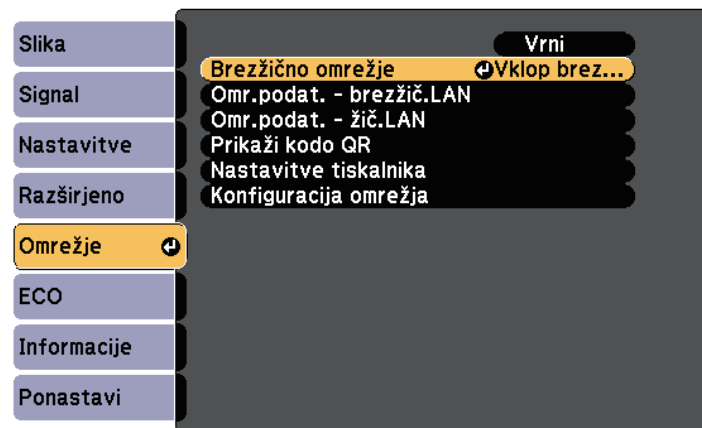 Slika
Signal
Nastavitve
Razširjeno
Omrežje
ECO
Informacije
Ponastavi
Vrni
Brezžično omrežje Vklop brez...
Omr.podat. - brezžič.LAN
Omr.podat. - žič.LAN
Prikaži kodo QR
Nastavitve tiskalnika
Konfiguracija omrežja